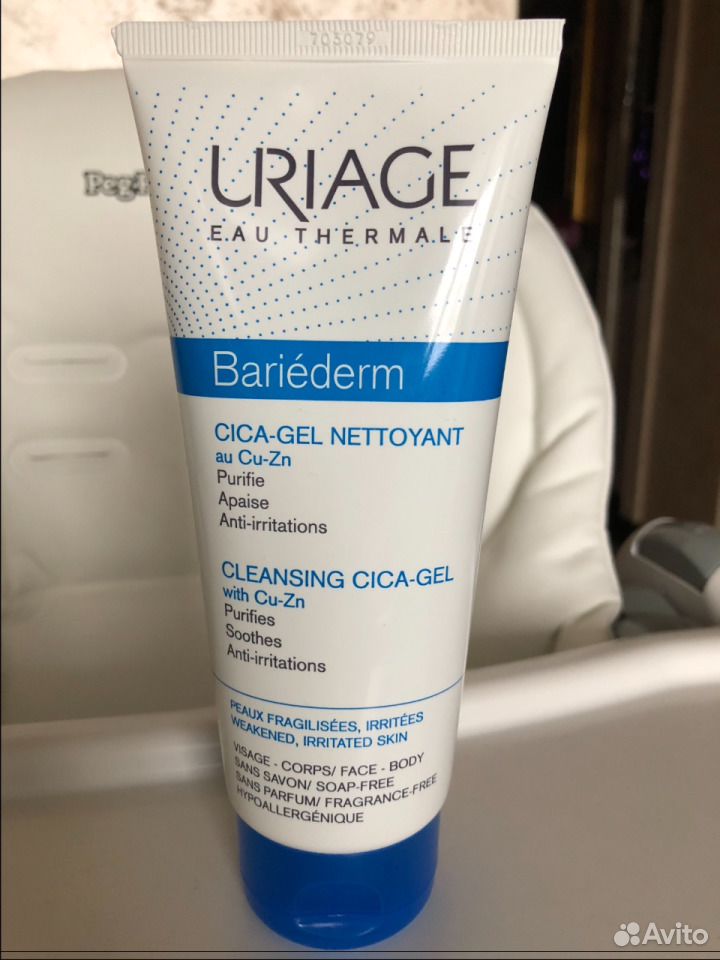 703079
URIAGE
EAU THERMALE
Bariéderm
CICA-GEL NETTOYANT
au Cu-Zn
Purifie
Apaise
Anti-irritations
CLEANSING CICA-GEL
with Cu-Zn
Purifies
Soothes
Anti-irritations
PEAUX FRAGILISÉES, IRRITÉES
WEAKENED, IRRITATED SKIN
VISAGE - CORPS/ FACE - BODY
SANS SAVON/ SOAP-FREE
SANS PARFUM/ FRAGRANCE-FREE
HYPOALLERGÉNIQUE
Avito